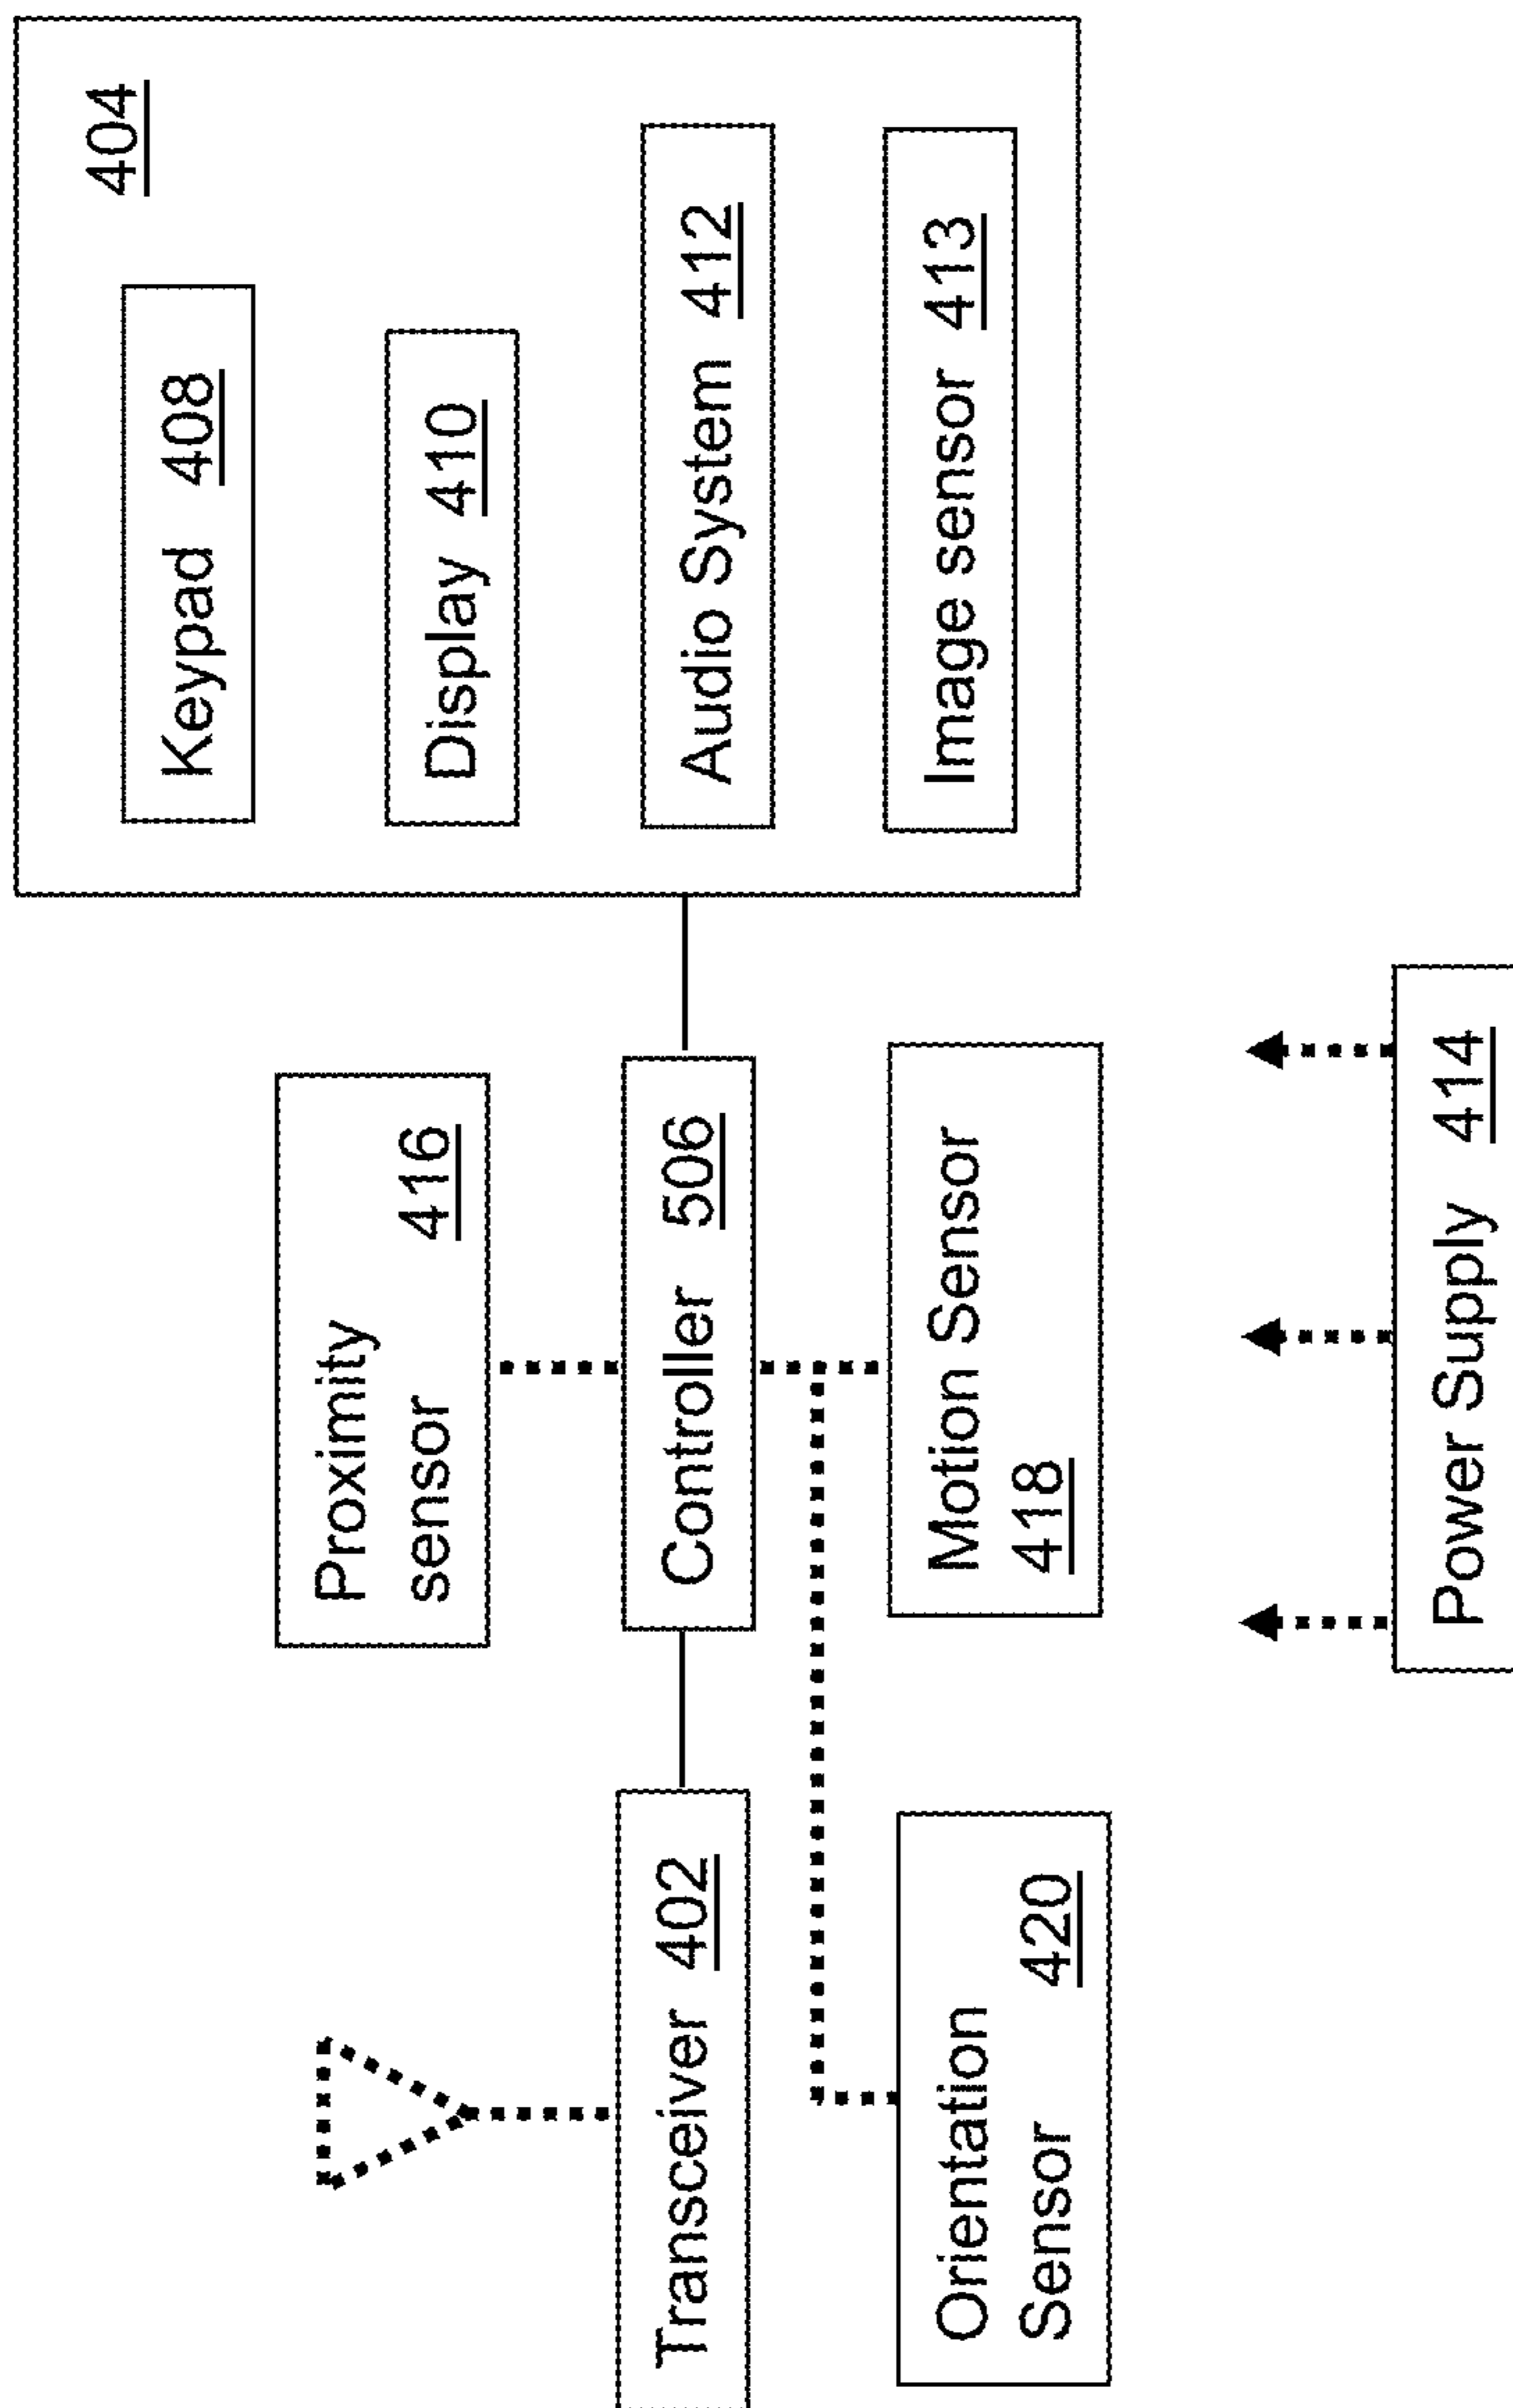 404
Keypad 408
Display 410
Audio System 412
Image sensor 413
Proximity
sensor 416
Controller 506
Motion Sensor
418
Transceiver 402
Orientation
Sensor 420
Power Supply 414